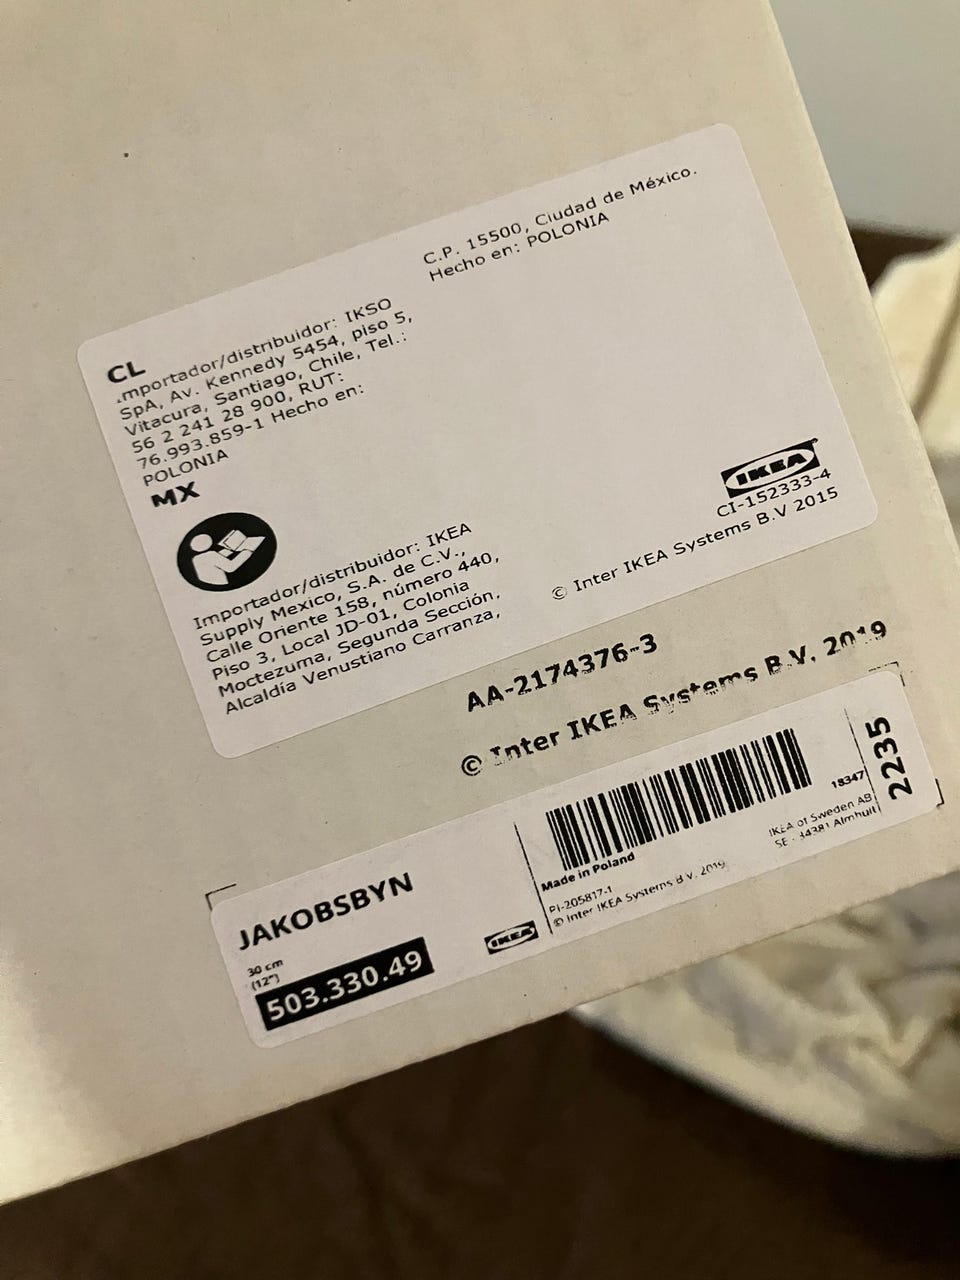 C.P. 15500, Ciudad de México.
Hecho en: POLONIA
CL
Importador/distribuidor: IKSO
SpA, Av. Kennedy 5454, piso 5,
Vitacura, Santiago, Chile, Tel.:
56 2 241 28 900, RUT:
76.993.859-1 Hecho en:
POLONIA
MX
Importador/distribuidor: IKEA
Supply Mexico, S.A. de C.V.,
Calle Oriente 158, número 440,
Piso 3, Local JD-01, Colonia
Moctezuma, Segunda Sección,
Alcaldía Venustiano Carranza,
IKEA
CI-152333-4
© Inter IKEA Systems B.V 2015
AA-2174376-3
© Inter IKEA Systems B.V. 2019
JAKOBSBYN
30 cm
(12")
503.330.49
IKEA
Made in Poland
PI-205817-1
© Inter IKEA Systems B.V. 2019
18347
IKEA of Sweden AB
SE - 34381 Älmhult
2235